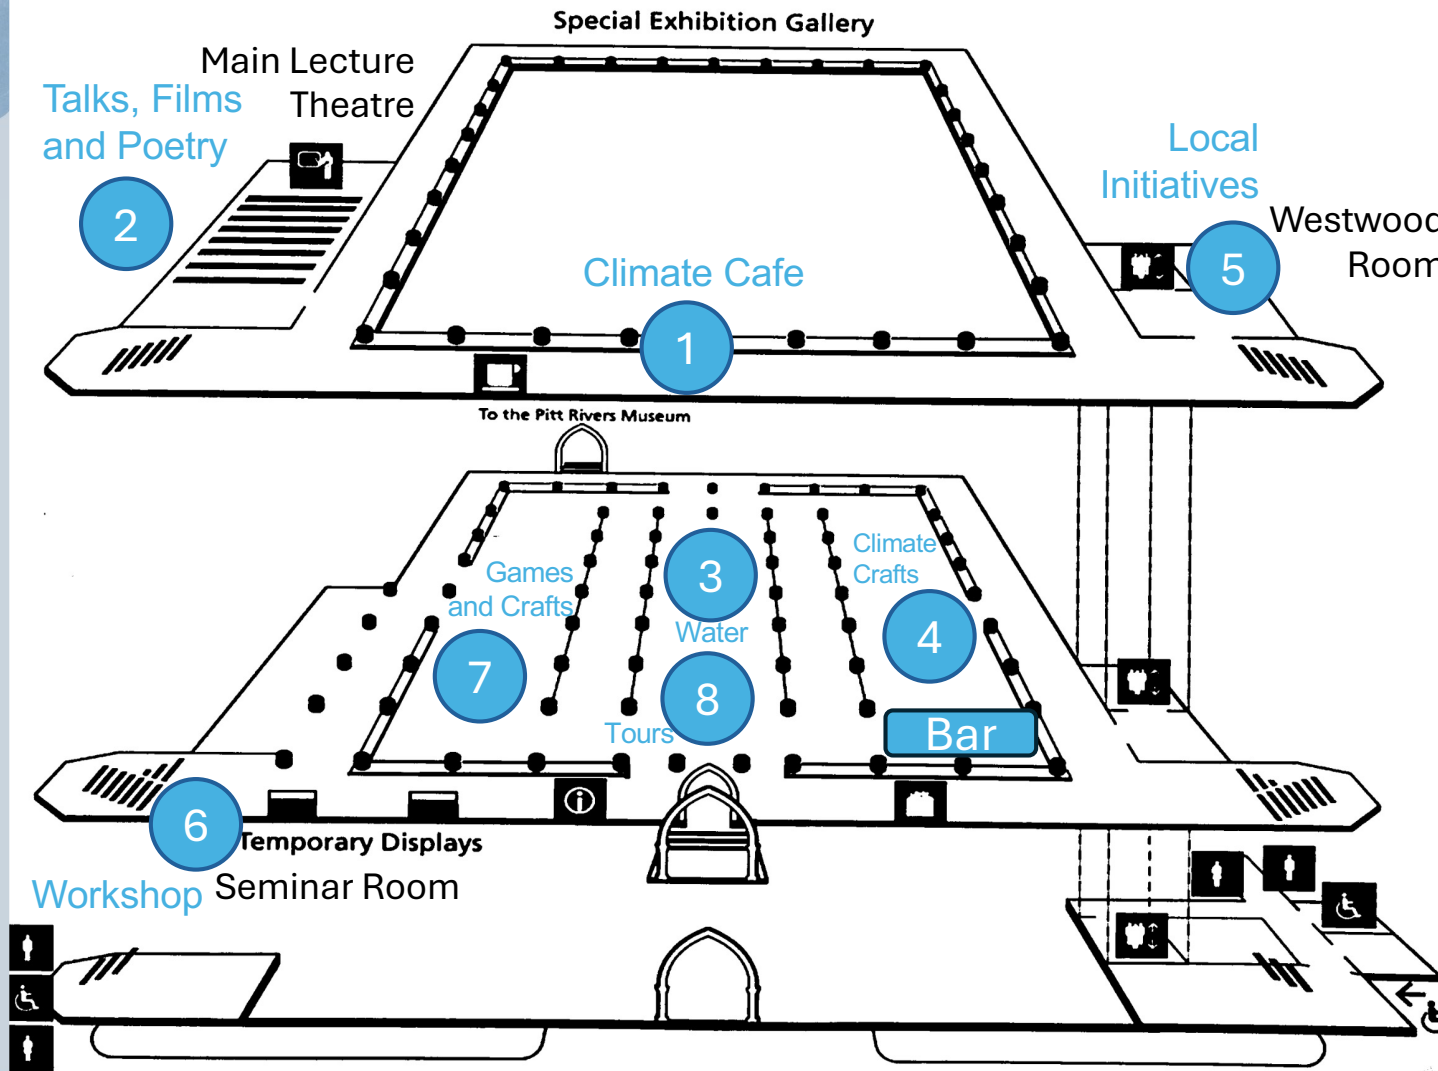 Special Exhibition Gallery
Main Lecture
Theatre
Talks, Films
and Poetry
2
Local
Initiatives
5
Westwood
Room
Climate Cafe
1
To the Pitt Rivers Museum
Games
and Crafts
7
3
Water
8
Tours
Climate
Crafts
4
Bar
6
Temporary Displays
Workshop
Seminar Room